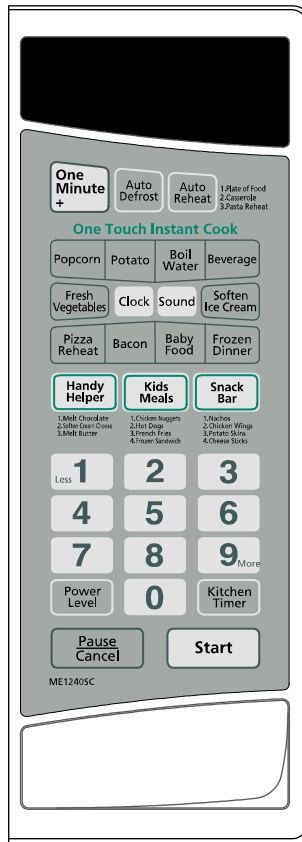 One
Minute
+
Auto
Defrost
Auto
Reheat
1.Plate of Food
2.Casserole
3.Pasta Reheat
One Touch Instant Cook
Popcorn
Potato
Boil
Water
Beverage
Fresh
Vegetables
Clock
Sound
Soften
Ice Cream
Pizza
Reheat
Bacon
Baby
Food
Frozen
Dinner
Handy
Helper
Kids
Meals
Snack
Bar
1.Melt Chocolate
2.Soften Cream Cheese
3.Melt Butter
1.Chicken Nuggets
2.Hot Dogs
3.French Fries
4.Frozen Sandwich
1.Nachos
2.Chicken Wings
3.Potato Skins
4.Cheese Sticks
Less 1
2
3
4
5
6
7
8
9 More
Power
Level
0
Kitchen
Timer
Pause
Cancel
Start
ME1240SC